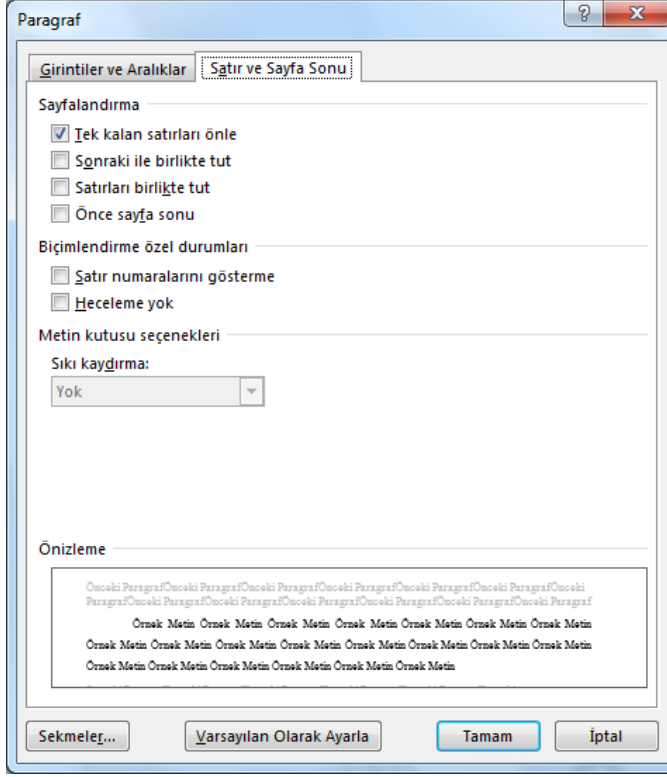 Paragraf
Girintiler ve Aralıklar
Satır ve Sayfa Sonu
Sayfalandırma
Tek kalan satırları önle
Sonraki ile birlikte tut
Satırları birlikte tut
Önce sayfa sonu
Biçimlendirme özel durumları
Satır numaralarını gösterme
Heceleme yok
Metin kutusu seçenekleri
Sıkı kaydırma:
Yok
Önizleme
Önceki ParagrafÖnceki ParagrafÖnceki ParagrafÖnceki ParagrafÖnceki ParagrafÖnceki
ParagrafÖnceki ParagrafÖnceki ParagrafÖnceki ParagrafÖnceki ParagrafÖnceki Paragraf
Örnek Metin Örnek Metin Örnek Metin Örnek Metin Örnek Metin Örnek Metin Örnek Metin
Örnek Metin Örnek Metin Örnek Metin Örnek Metin Örnek Metin Örnek Metin Örnek Metin Örnek Metin
Örnek Metin Örnek Metin Örnek Metin Örnek Metin Örnek Metin Örnek Metin
Sekmeler...
Varsayılan Olarak Ayarla
Tamam
İptal